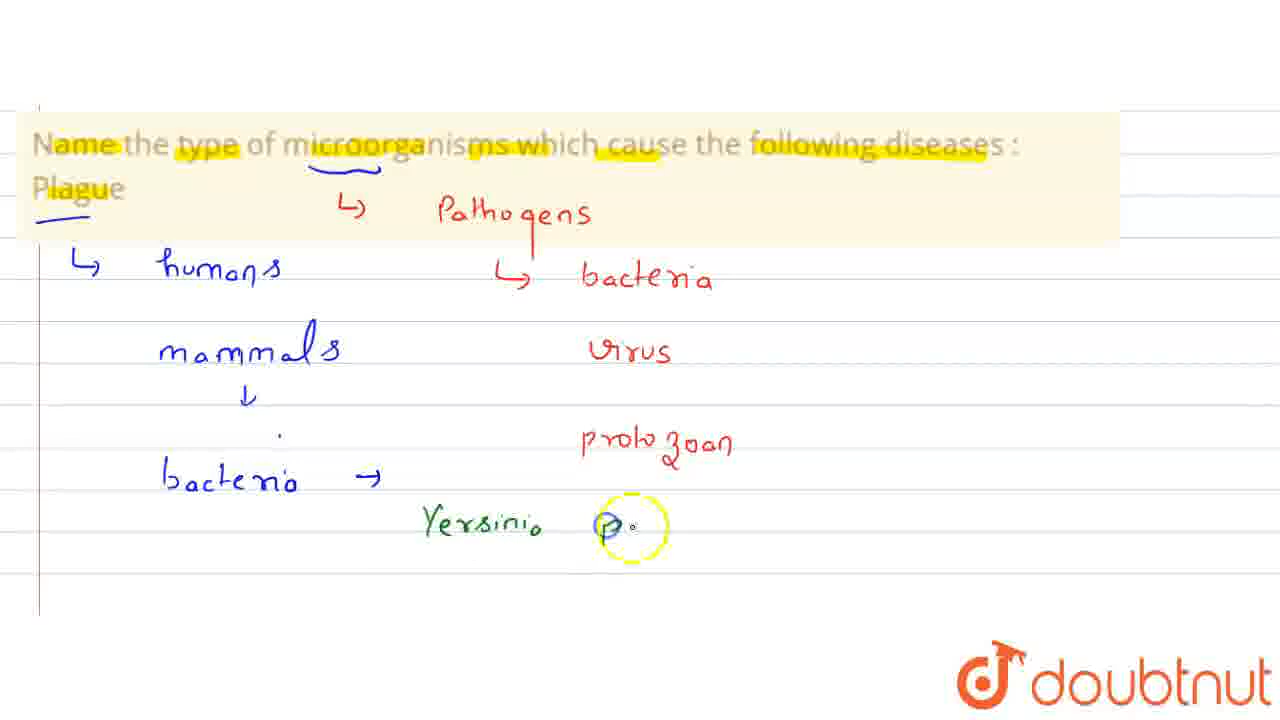 Name the type of microorganisms which cause the following diseases :
Plague
↳ Pathogens
↳ humans
↳ bacteria
mammals
virus
↓
protozoan
bacteria →
Yersinia p
doubtnut